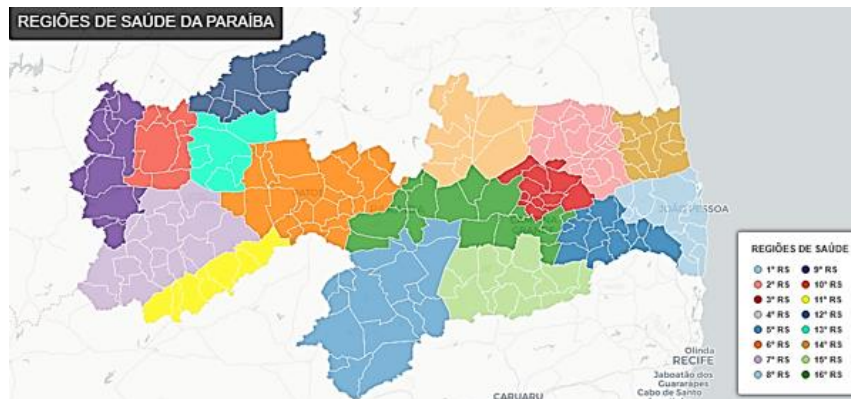 REGIÕES DE SAÚDE DA PARAÍBA
PATOS
JOÃO PESSOA
REGIÕES DE SAÚDE
1ª RS 9ª RS
2ª RS 10ª RS
3ª RS 11ª RS
4ª RS 12ª RS
5ª RS 13ª RS
6ª RS 14ª RS
7ª RS 15ª RS
8ª RS 16ª RS
Olinda
RECIFE
Jaboatão dos
Guararapes
Cabo de Santo
CARUARU